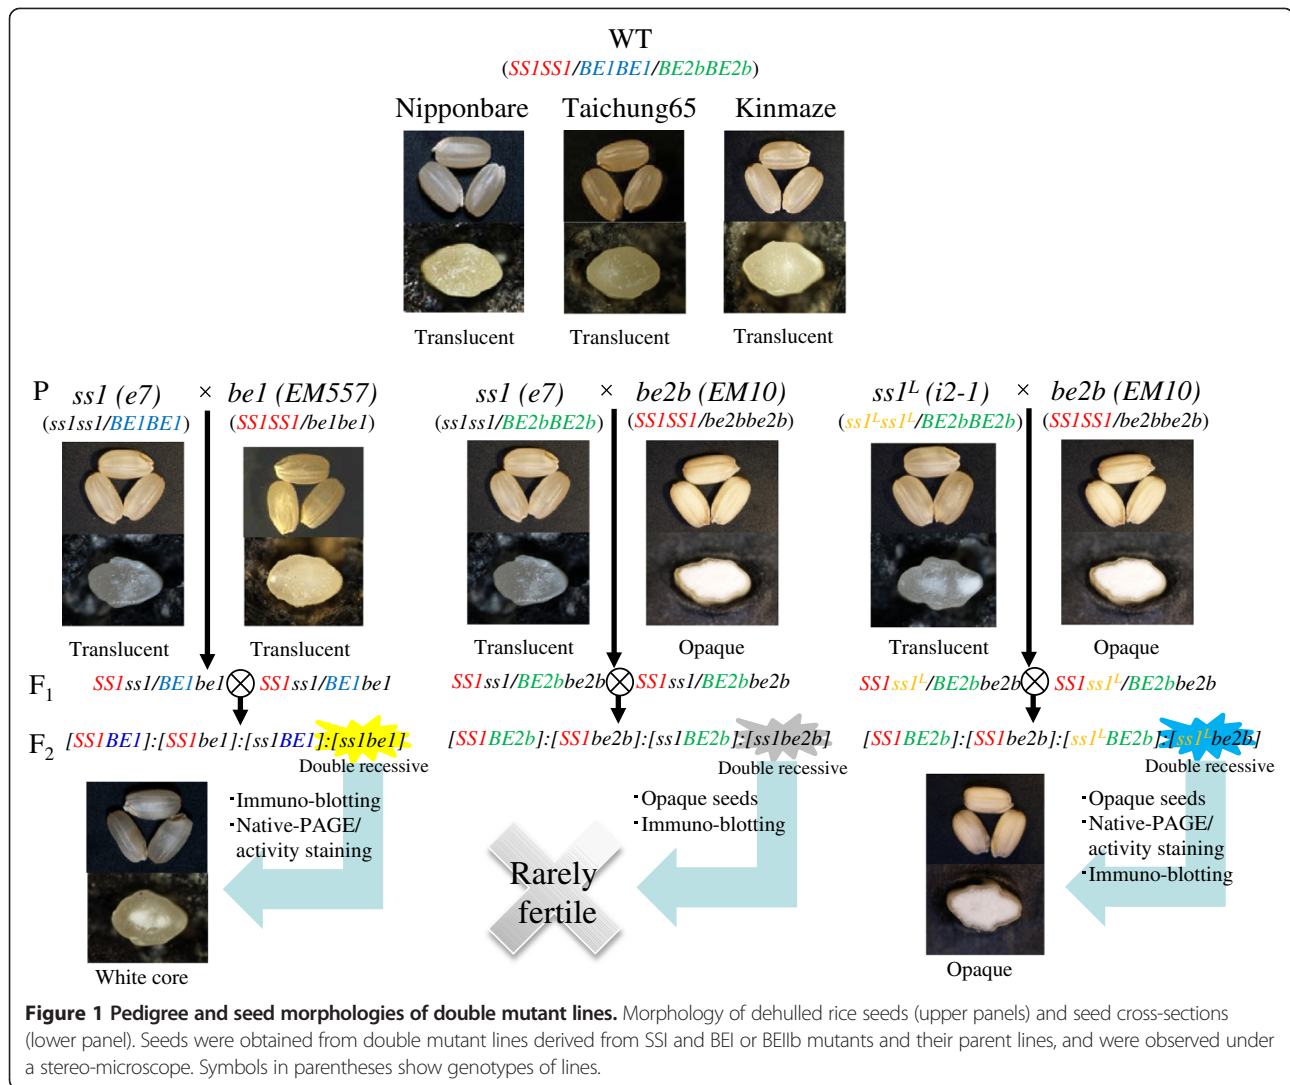 WT
(SS1SS1/BE1BE1/BE2bBE2b)
Nipponbare Taichung65 Kinmaze
Translucent Translucent Translucent
P
ss1 (e7) × be1 (EM557)
(ss1ss1/BE1BE1) (SS1SS1/be1be1)
Translucent Translucent
ss1 (e7) × be2b (EM10)
(ss1ss1/BE2bBE2b) (SS1SS1/be2bbe2b)
Translucent Opaque
ss1ᴸ (i2-1) × be2b (EM10)
(ss1ᴸss1ᴸ/BE2bBE2b) (SS1SS1/be2bbe2b)
Translucent Opaque
F₁
SS1ss1/BE1be1 SS1ss1/BE1be1
SS1ss1/BE2bbe2b SS1ss1/BE2bbe2b
SS1ss1ᴸ/BE2bbe2b SS1ss1ᴸ/BE2bbe2b
F₂
[SS1BE1]:[SS1be1]:[ss1BE1]:[ss1be1]
Double recessive
[SS1BE2b]:[SS1be2b]:[ss1BE2b]:[ss1be2b]
Double recessive
[SS1BE2b]:[SS1be2b]:[ss1ᴸBE2b]:[ss1ᴸbe2b]
Double recessive
・Immuno-blotting
・Native-PAGE/
activity staining
White core
・Opaque seeds
・Immuno-blotting
Rarely
fertile
・Opaque seeds
・Native-PAGE/
activity staining
・Immuno-blotting
Opaque
Figure 1 Pedigree and seed morphologies of double mutant lines. Morphology of dehulled rice seeds (upper panels) and seed cross-sections
(lower panel). Seeds were obtained from double mutant lines derived from SSI and BEI or BEIIb mutants and their parent lines, and were observed under
a stereo-microscope. Symbols in parentheses show genotypes of lines.